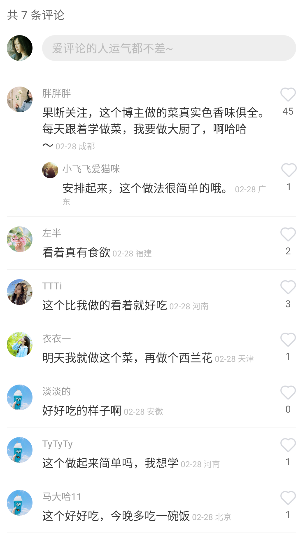 共 7 条评论
爱评论的人运气都不差~
胖胖胖
果断关注，这个博主做的菜真实色香味俱全。
45
每天跟着学做菜，我要做大厨了，啊哈哈
～ 02-28 成都
小飞飞爱猫咪
安排起来，这个做法很简单的哦。 02-28 广
1
东
左半
看着真有食欲 02-28 福建
2
TTTi
这个比我做的看着就好吃 02-28 河南
3
衣衣一
明天我就做这个菜，再做个西兰花 02-28 天津
1
淡淡的
好好吃的样子啊 02-28 安徽
0
TyTyTy
这个做起来简单吗，我想学 02-28 河南
1
马大哈11
这个好好吃，今晚多吃一碗饭 02-28 北京
1